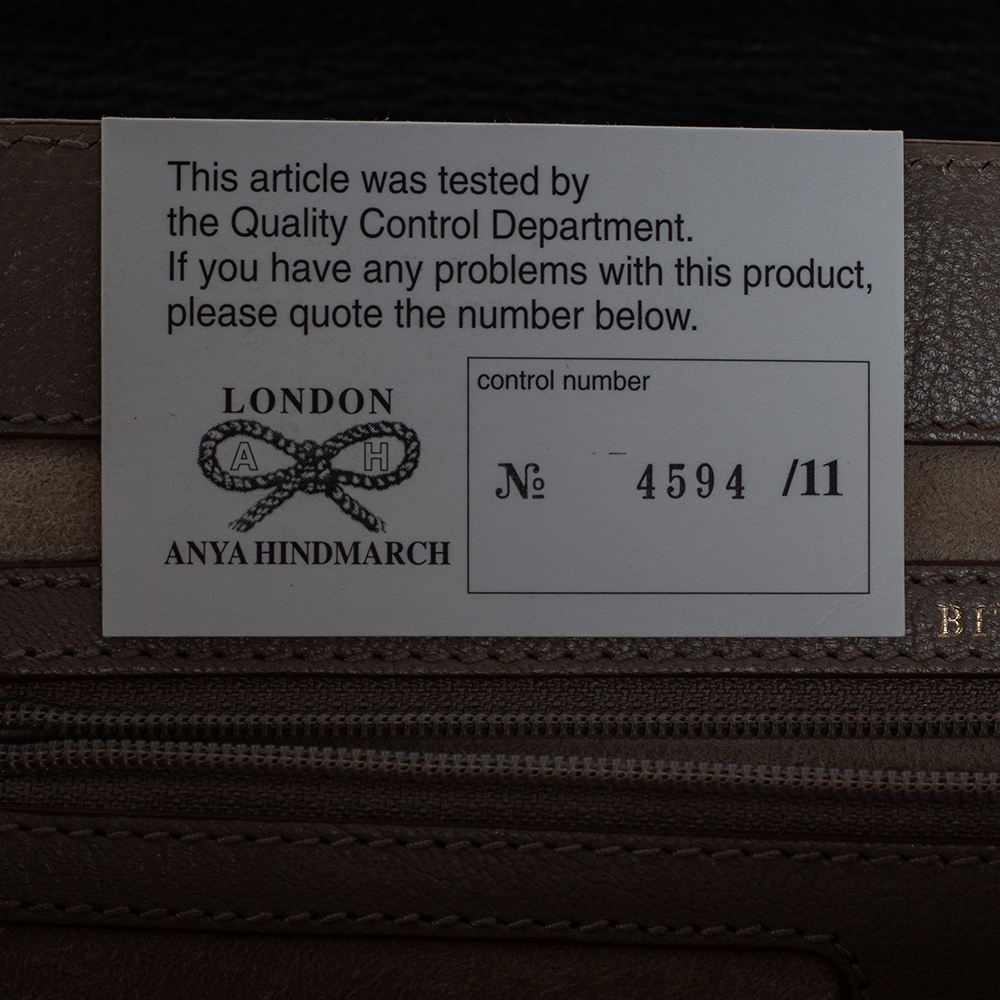 This article was tested by
the Quality Control Department.
If you have any problems with this product,
please quote the number below.
LONDON
A H
ANYA HINDMARCH
control number
№ 4594 /11